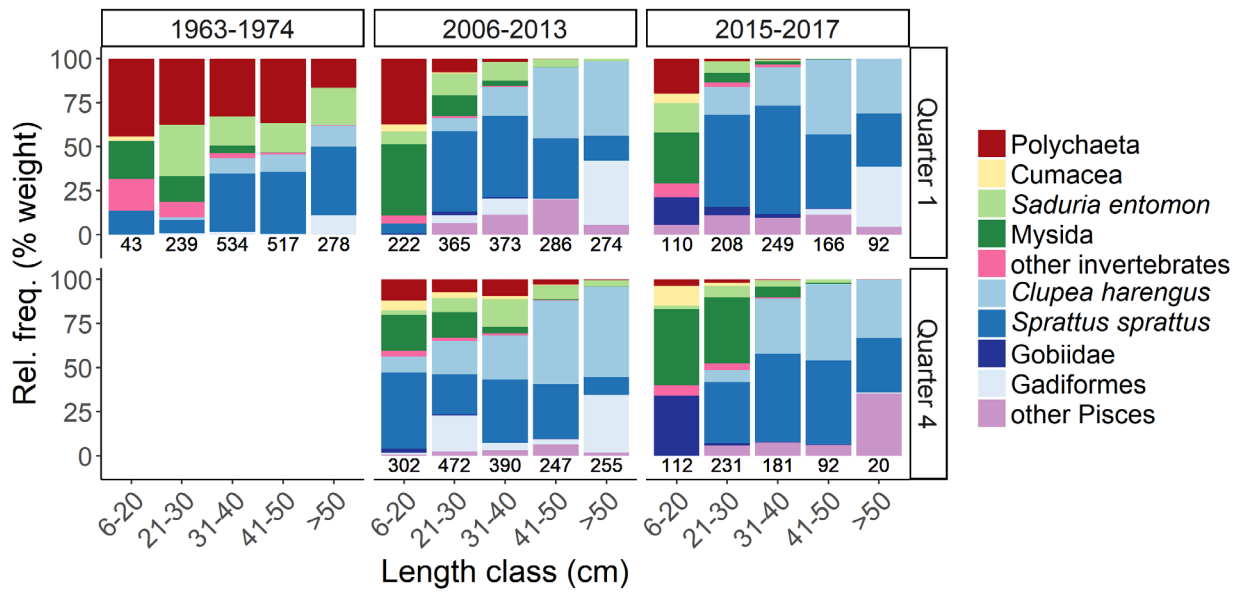 1963-1974 2006-2013 2015-2017
Rel. freq. (% weight)
100
75
50
25
0
43 239 534 517 278
222 365 373 286 274
110 208 249 166 92
Quarter 1
100
75
50
25
0
302 472 390 247 255
112 231 181 92 20
Quarter 4
6-20 21-30 31-40 41-50 >50
6-20 21-30 31-40 41-50 >50
6-20 21-30 31-40 41-50 >50
Length class (cm)
Polychaeta
Cumacea
Saduria entomon
Mysida
other invertebrates
Clupea harengus
Sprattus sprattus
Gobiidae
Gadiformes
other Pisces